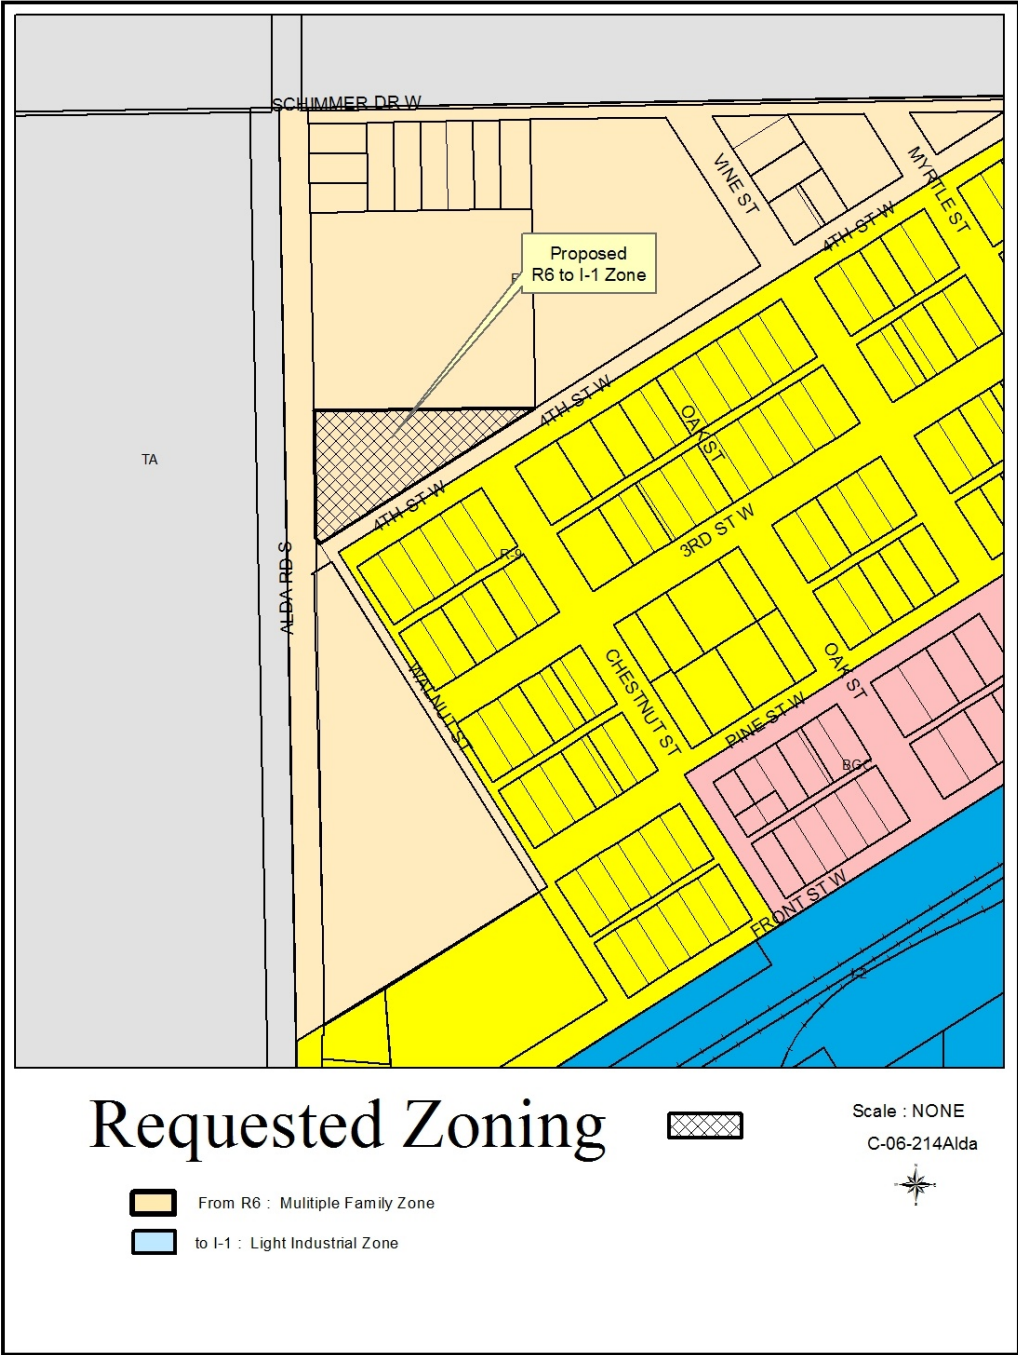 SCHIMMER DR W
VINE ST
MYRTLE ST
4TH ST W
Proposed
R6 to I-1 Zone
4TH ST W
OAK ST
TA
4TH ST W
3RD ST W
R-9
ALDA RD S
WALNUT ST
CHESTNUT ST
OAK ST
PINE ST W
BGC
FRONT ST W
I-2
Requested Zoning
Scale : NONE
C-06-214Alda
From R6 : Mulitiple Family Zone
to I-1 : Light Industrial Zone